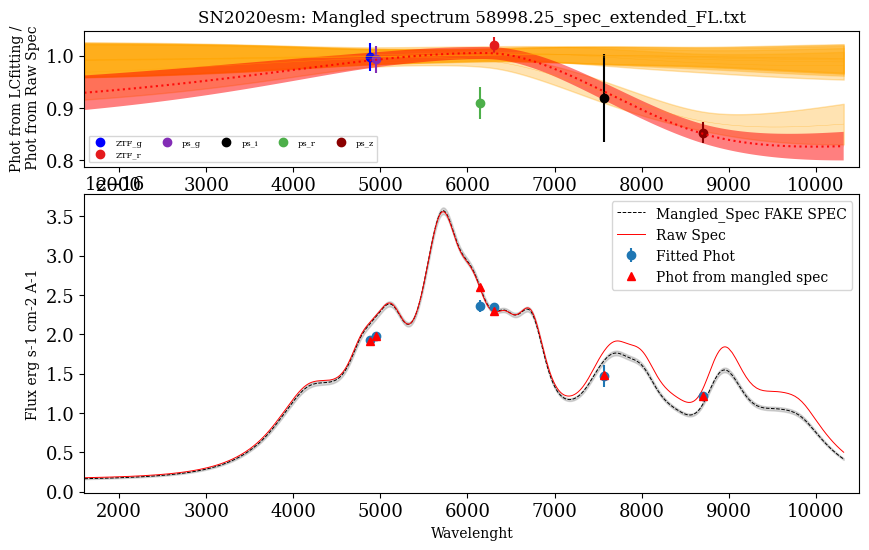 SN2020esm: Mangled spectrum 58998.25_spec_extended_FL.txt
Phot from LCfitting /
Phot from Raw Spec
1.0
0.9
0.8
ZTF_g
ps_g
ps_i
ps_r
ps_z
ZTF_r
2000 3000 4000 5000 6000 7000 8000 9000 10000
1e−16
Flux erg s-1 cm-2 A-1
3.5
3.0
2.5
2.0
1.5
1.0
0.5
0.0
Mangled_Spec FAKE SPEC
Raw Spec
Fitted Phot
Phot from mangled spec
2000 3000 4000 5000 6000 7000 8000 9000 10000
Wavelenght